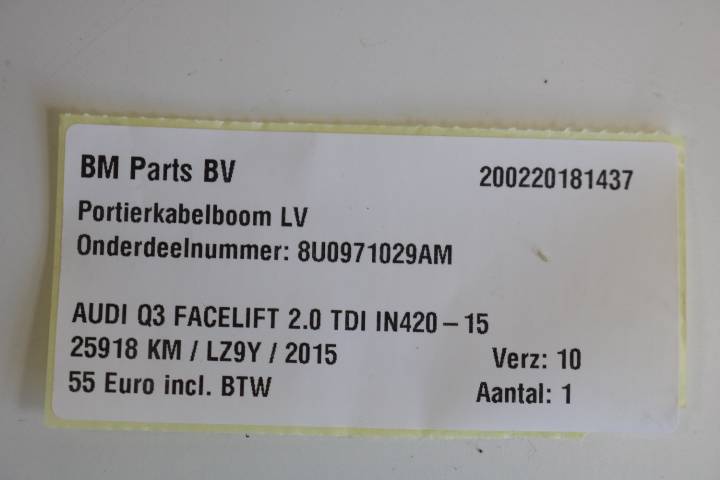 BM Parts BV 200220181437
Portierkabelboom LV
Onderdeelnummer: 8U0971029AM
AUDI Q3 FACELIFT 2.0 TDI IN420-15
25918 KM / LZ9Y / 2015 Verz: 10
55 Euro incl. BTW Aantal: 1